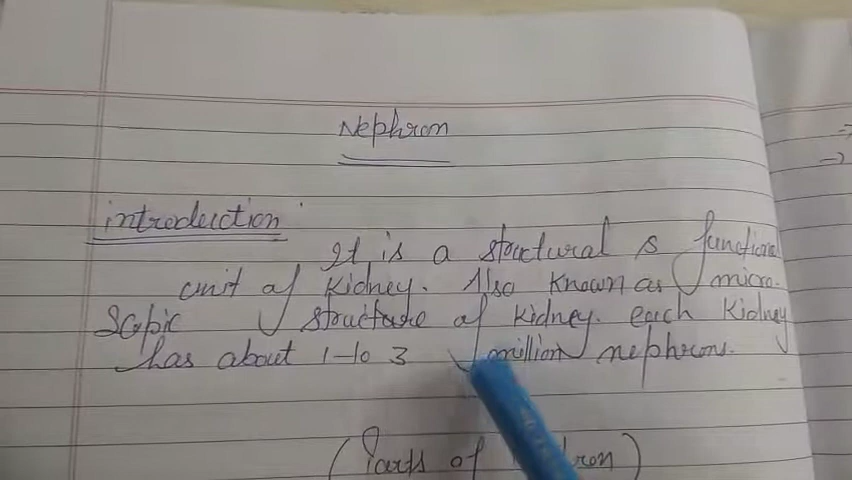 Nephron
introduction
It is a structural & functional
unit of kidney. Also known as micro-
scopic structure of kidney. each kidney
has about 1-to 3 million nephrons.
(Parts of